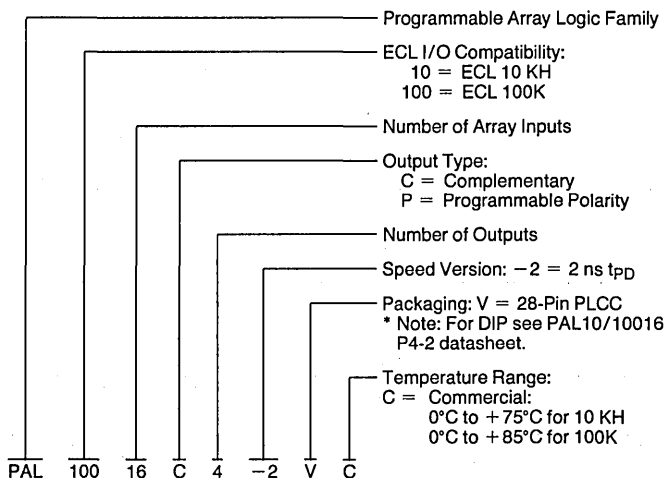 Programmable Array Logic Family
ECL I/O Compatibility:
10 = ECL 10 KH
100 = ECL 100K
Number of Array Inputs
Output Type:
C = Complementary
P = Programmable Polarity
Number of Outputs
Speed Version: −2 = 2 ns tPD
Packaging: V = 28-Pin PLCC
* Note: For DIP see PAL10/10016
P4-2 datasheet.
Temperature Range:
C = Commercial:
0°C to +75°C for 10 KH
0°C to +85°C for 100K
PAL 100 16 C 4 −2 V C